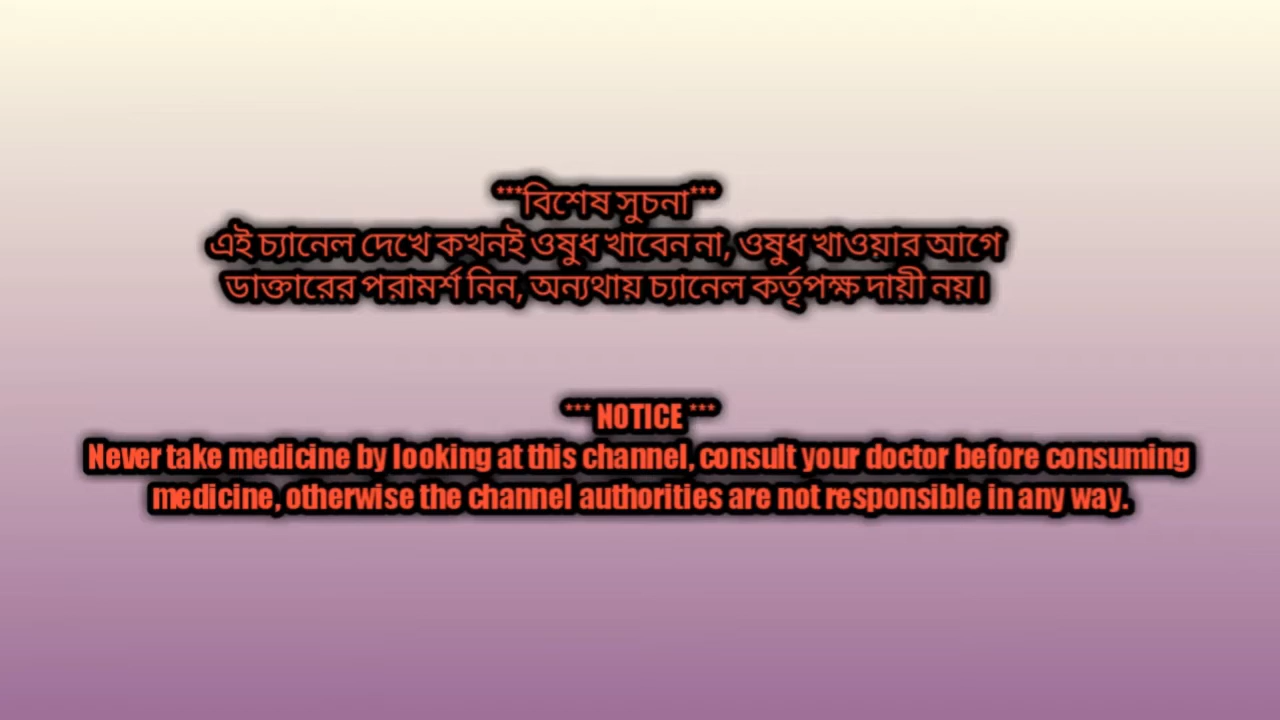 ***বিশেষ সুচনা***
এই চ্যানেল দেখে কখনই ওষুধ খাবেন না, ওষুধ খাওয়ার আগে
ডাক্তারের পরামর্শ নিন, অন্যথায় চ্যানেল কর্তৃপক্ষ দায়ী নয়।
*** NOTICE ***
Never take medicine by looking at this channel, consult your doctor before consuming
medicine, otherwise the channel authorities are not responsible in any way.